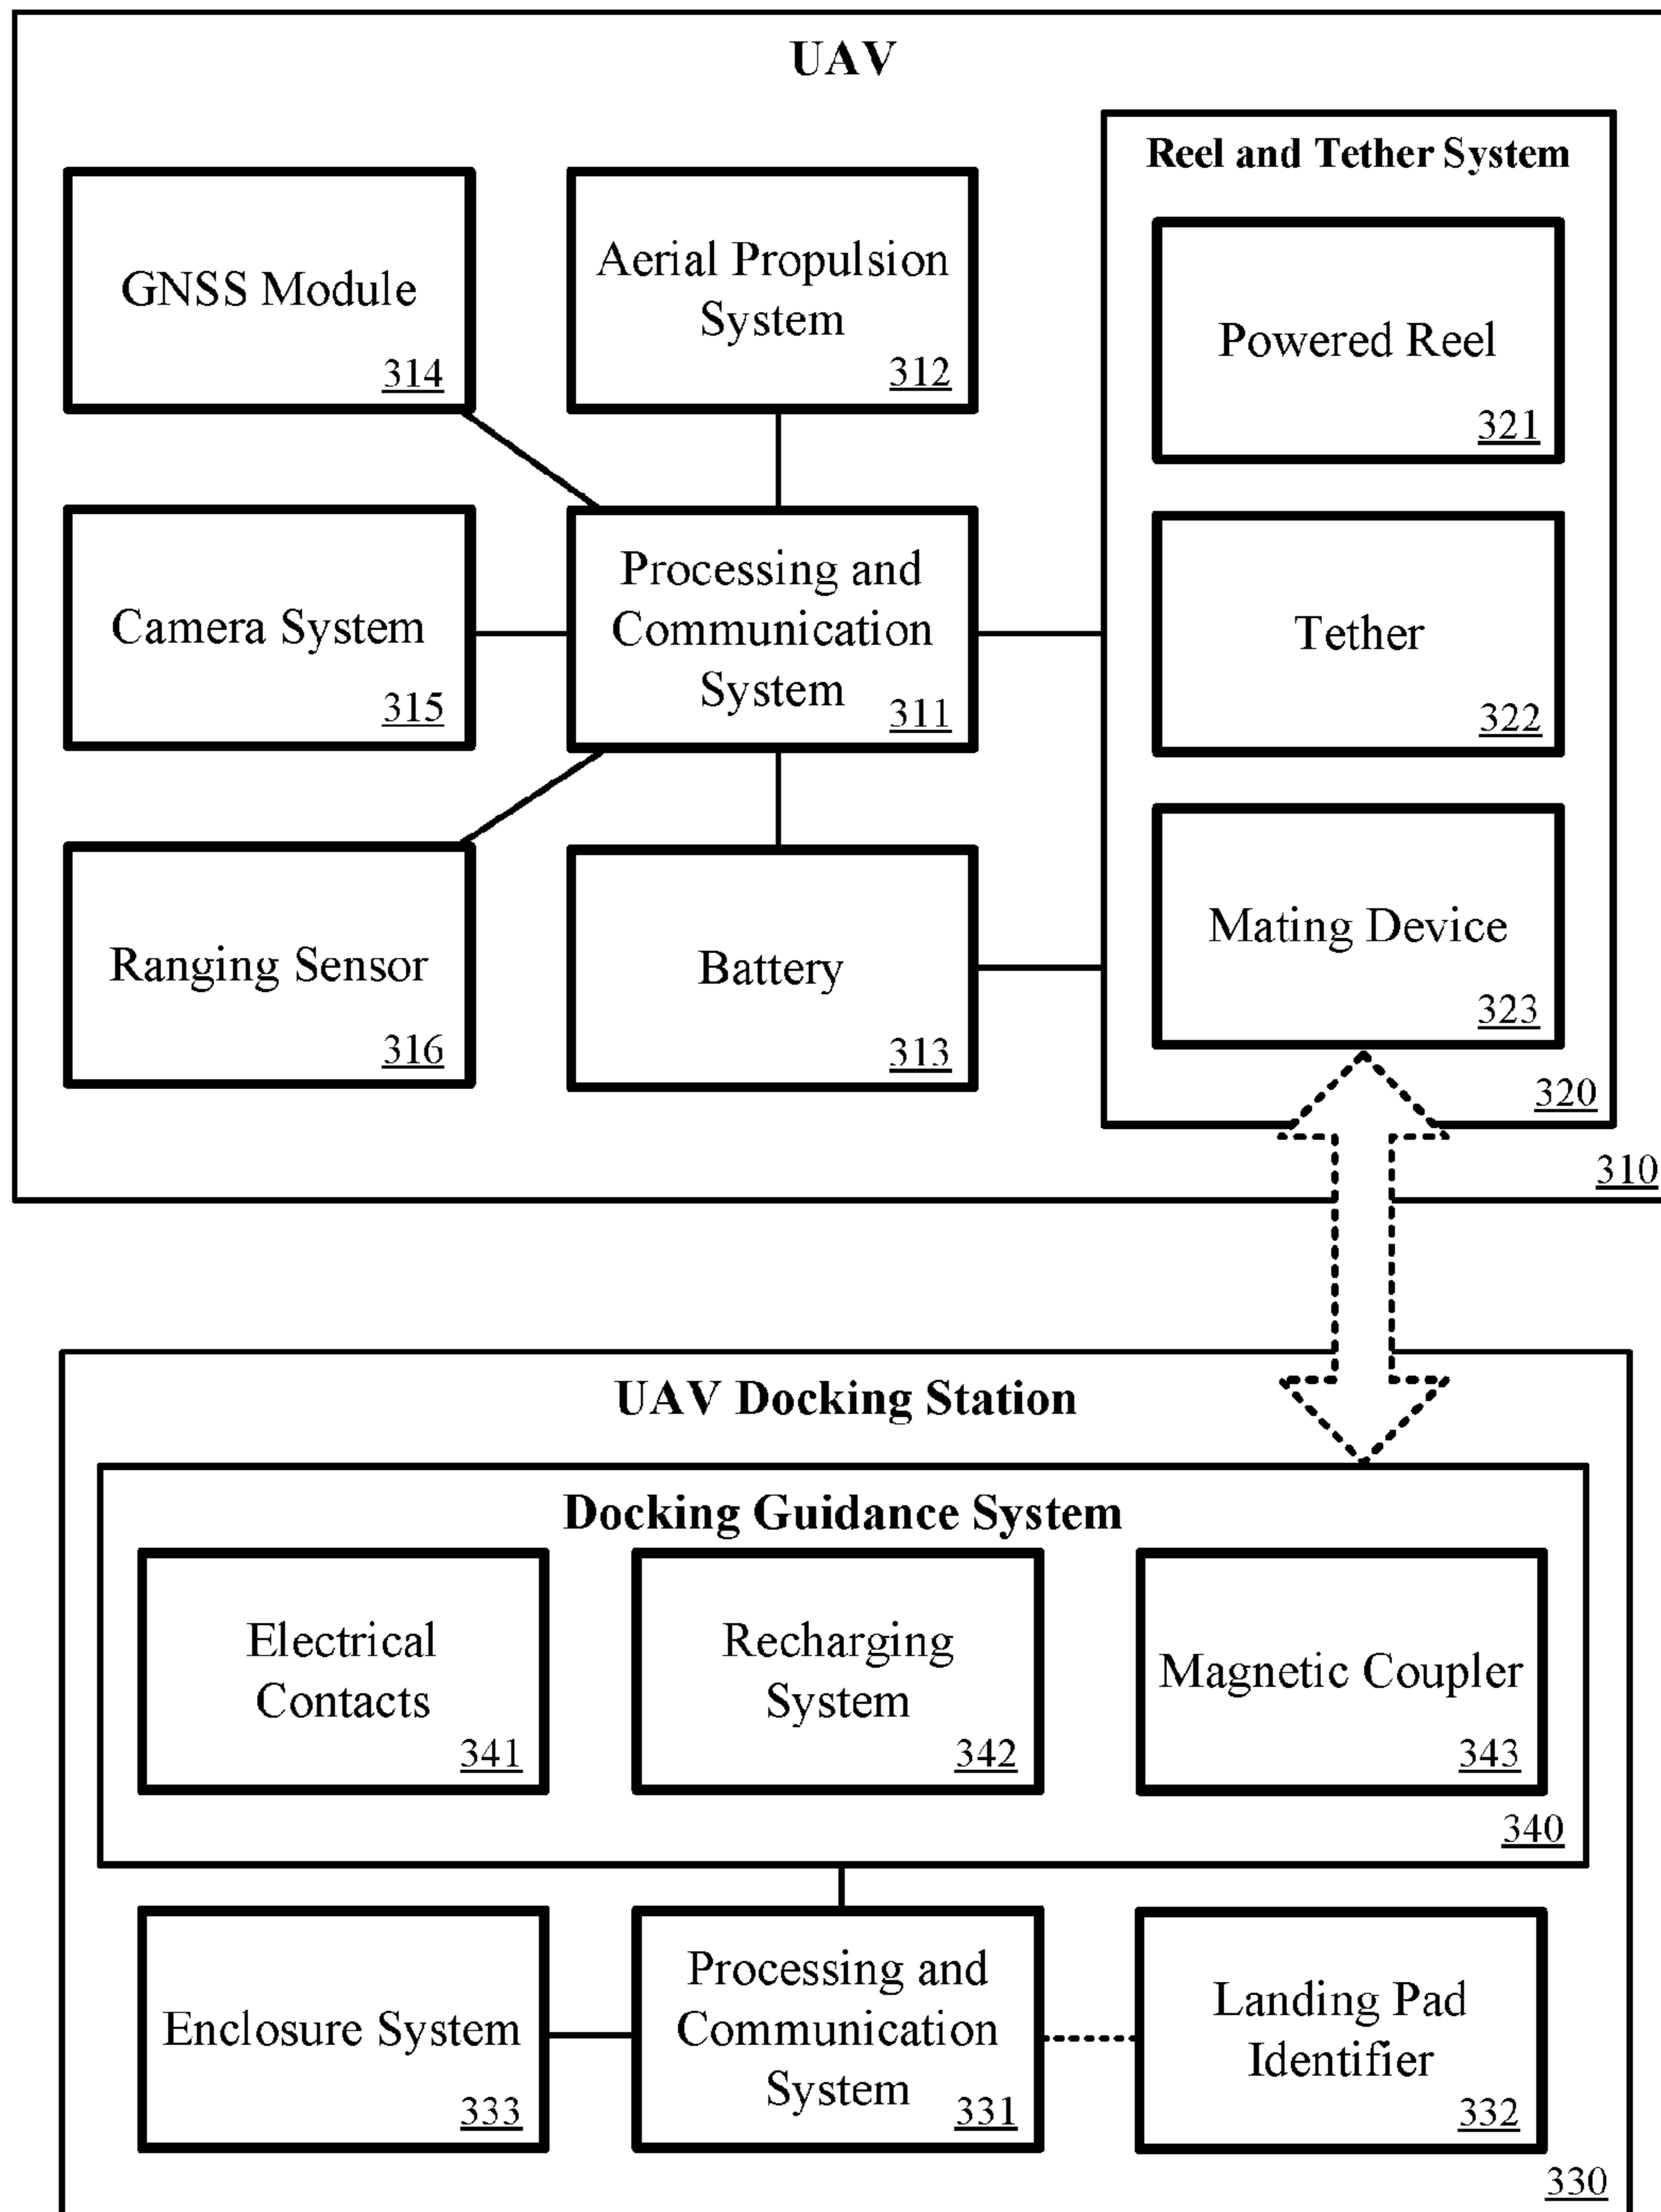 UAV
GNSS Module
314
Aerial Propulsion
System
312
Reel and Tether System
Powered Reel
321
Camera System
315
Processing and
Communication
System
311
Tether
322
Ranging Sensor
316
Battery
313
Mating Device
323
320
310
UAV Docking Station
Docking Guidance System
Electrical
Contacts
341
Recharging
System
342
Magnetic Coupler
343
340
Enclosure System
333
Processing and
Communication
System
331
Landing Pad
Identifier
332
330